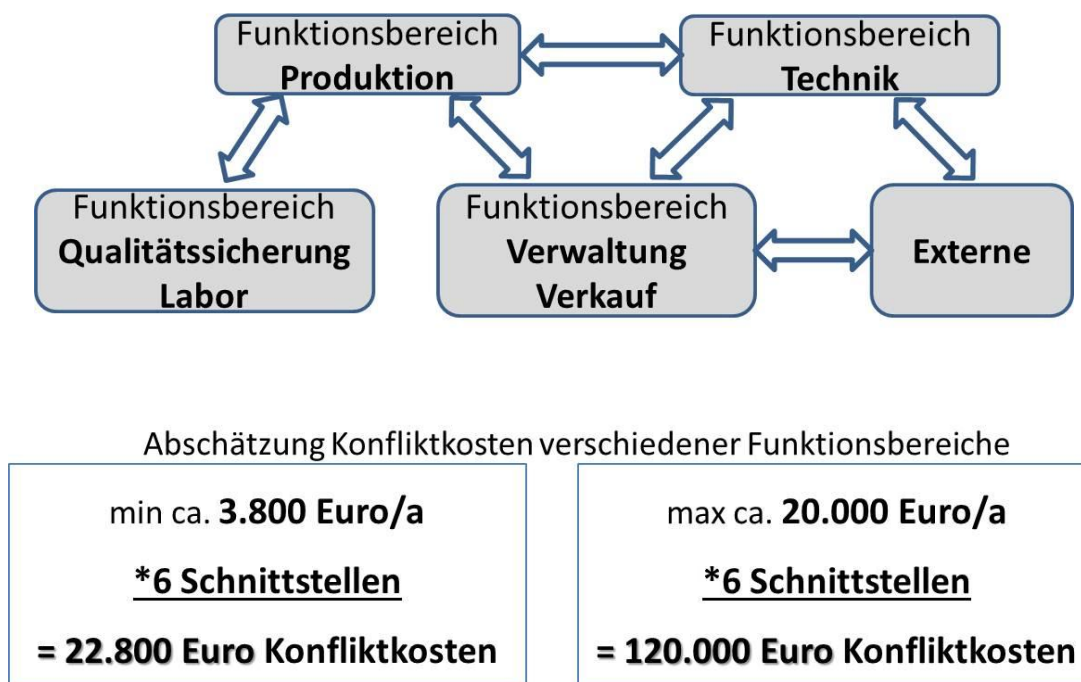 Funktionsbereich
Produktion
Funktionsbereich
Technik
Funktionsbereich
Qualitätssicherung
Labor
Funktionsbereich
Verwaltung
Verkauf
Externe
Abschätzung Konfliktkosten verschiedener Funktionsbereiche
min ca. 3.800 Euro/a
*6 Schnittstellen
= 22.800 Euro Konfliktkosten
max ca. 20.000 Euro/a
*6 Schnittstellen
= 120.000 Euro Konfliktkosten